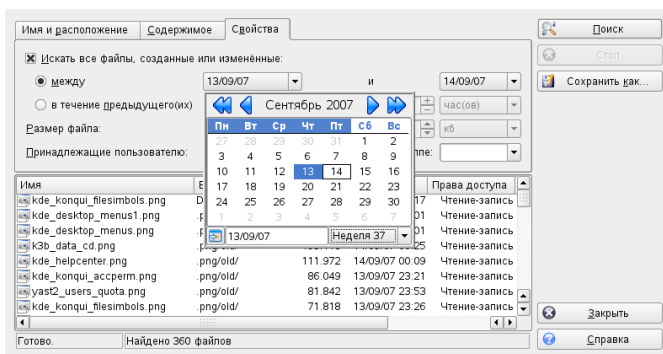 Имя и расположение Содержимое Свойства
Поиск
Искать все файлы, созданные или изменённые:
Стоп
между 13/09/07 и 14/09/07
Сохранить как...
в течение предыдущего(их) час(ов)
Сентябрь 2007
Размер файла: кб
Пн Вт Ср Чт Пт Сб Вс
27 28 29 30 31 1 2
Принадлежащие пользователю: ппе:
3 4 5 6 7 8 9
10 11 12 13 14 15 16
17 18 19 20 21 22 23
24 25 26 27 28 29 30
1 2 3 4 5 6 7
13/09/07 Неделя 37
Имя Права доступа
kde_konqui_filesimbols.png 17 Чтение-запись
kde_desktop_menus1.png 01 Чтение-запись
kde_desktop_menus.png 01 Чтение-запись
k3b_data_cd.png .png/old/ 25 Чтение-запись
kde_helpcenter.png .png/old/ 111.972 14/09/07 00:09 Чтение-запись
kde_konqui_accperm.png .png/old/ 86.049 13/09/07 23:21 Чтение-запись
yast2_users_quota.png .png/old/ 81.842 13/09/07 23:53 Чтение-запись
kde_konqui_filesimbols.png .png/old/ 71.818 13/09/07 23:26 Чтение-запись
Закрыть
Готово. Найдено 360 файлов
Справка